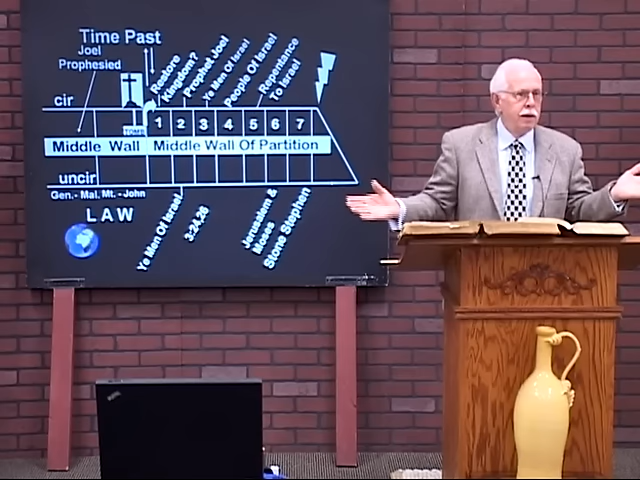 Time Past
Joel
Prophesied
Restore
Kingdom?
Prophet Joel
Ye Men Of Israel
People Of Israel
Repentance
To Israel
cir
TOMB
1 2 3 4 5 6 7
Middle Wall
Middle Wall Of Partition
uncir
Gen.- Mal. Mt.- John
LAW
Ye Men Of Israel
3:24,26
Jerusalem &
Moses
Stone Stephen